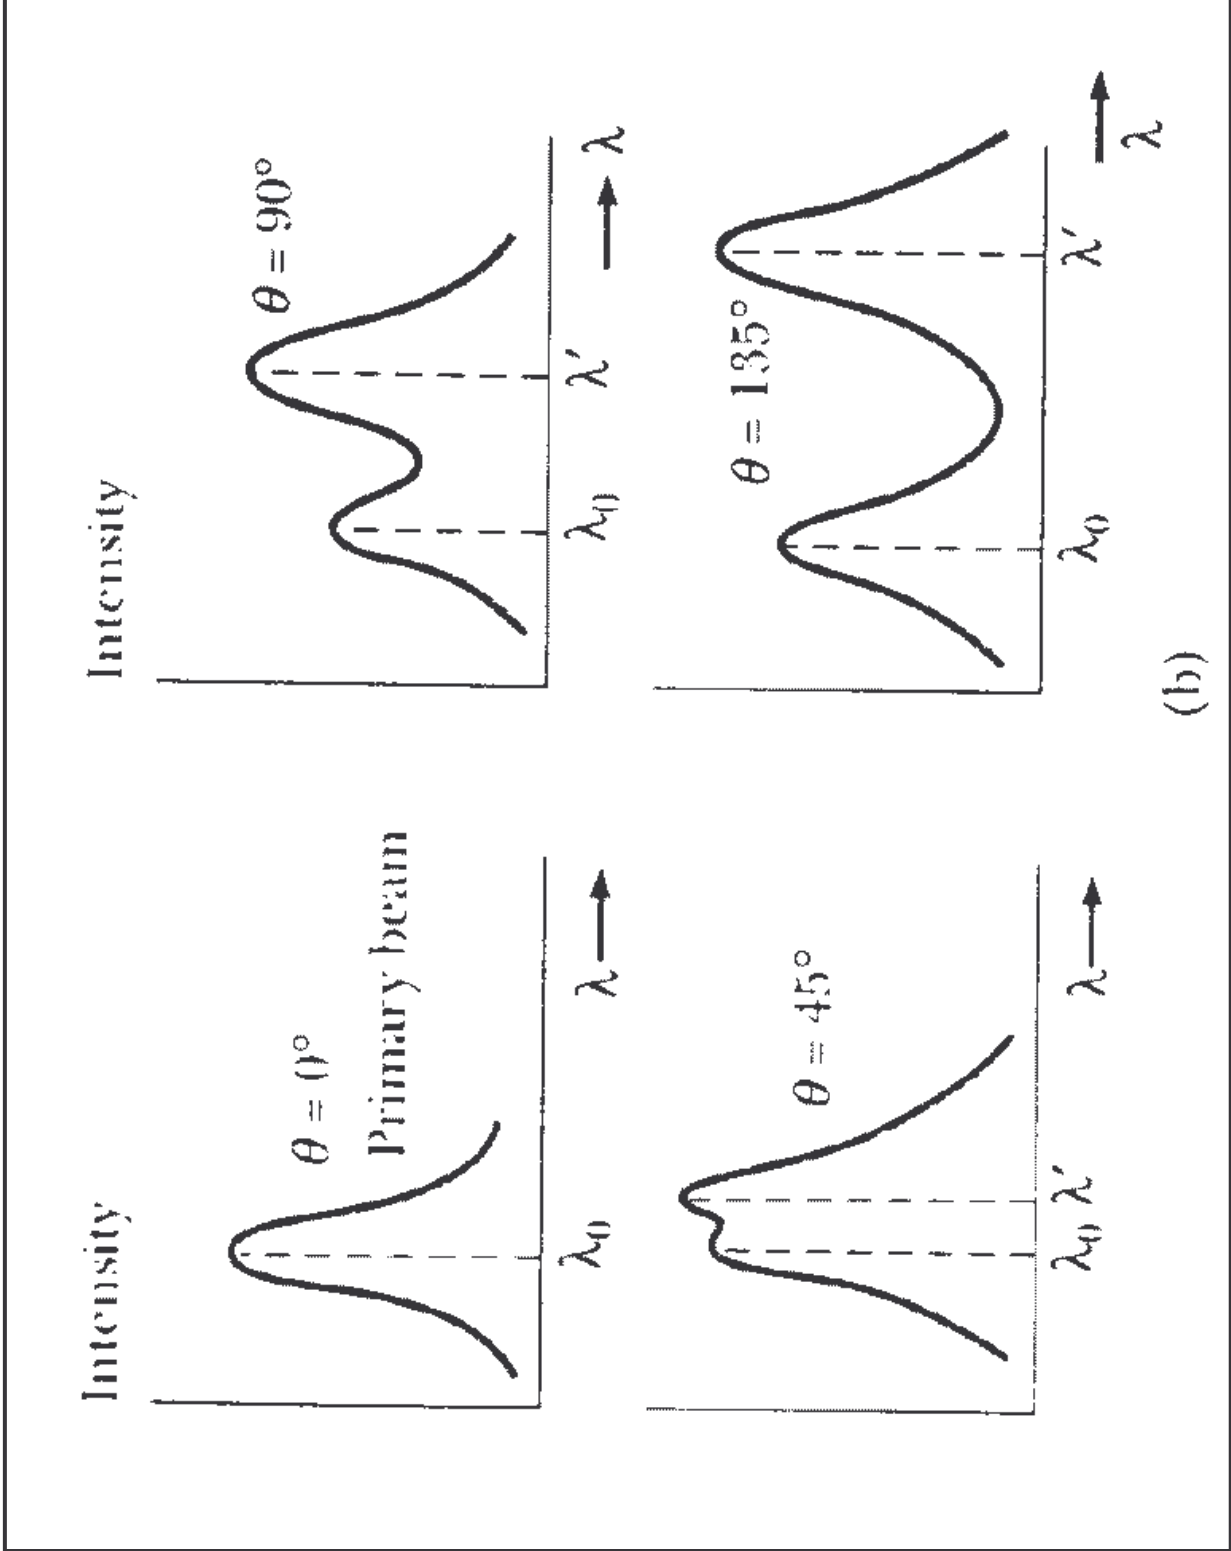 Intensity
θ = 0°
Primary beam
λ₀
λ
Intensity
θ = 90°
λ₀
λ′
λ
θ = 45°
λ₀
λ′
λ
θ = 135°
λ₀
λ′
λ
(b)